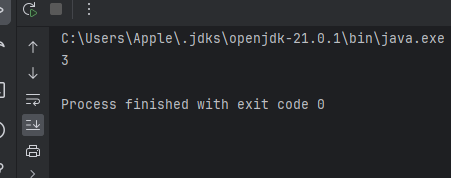 C:\Users\Apple\.jdks\openjdk-21.0.1\bin\java.exe
3
Process finished with exit code 0